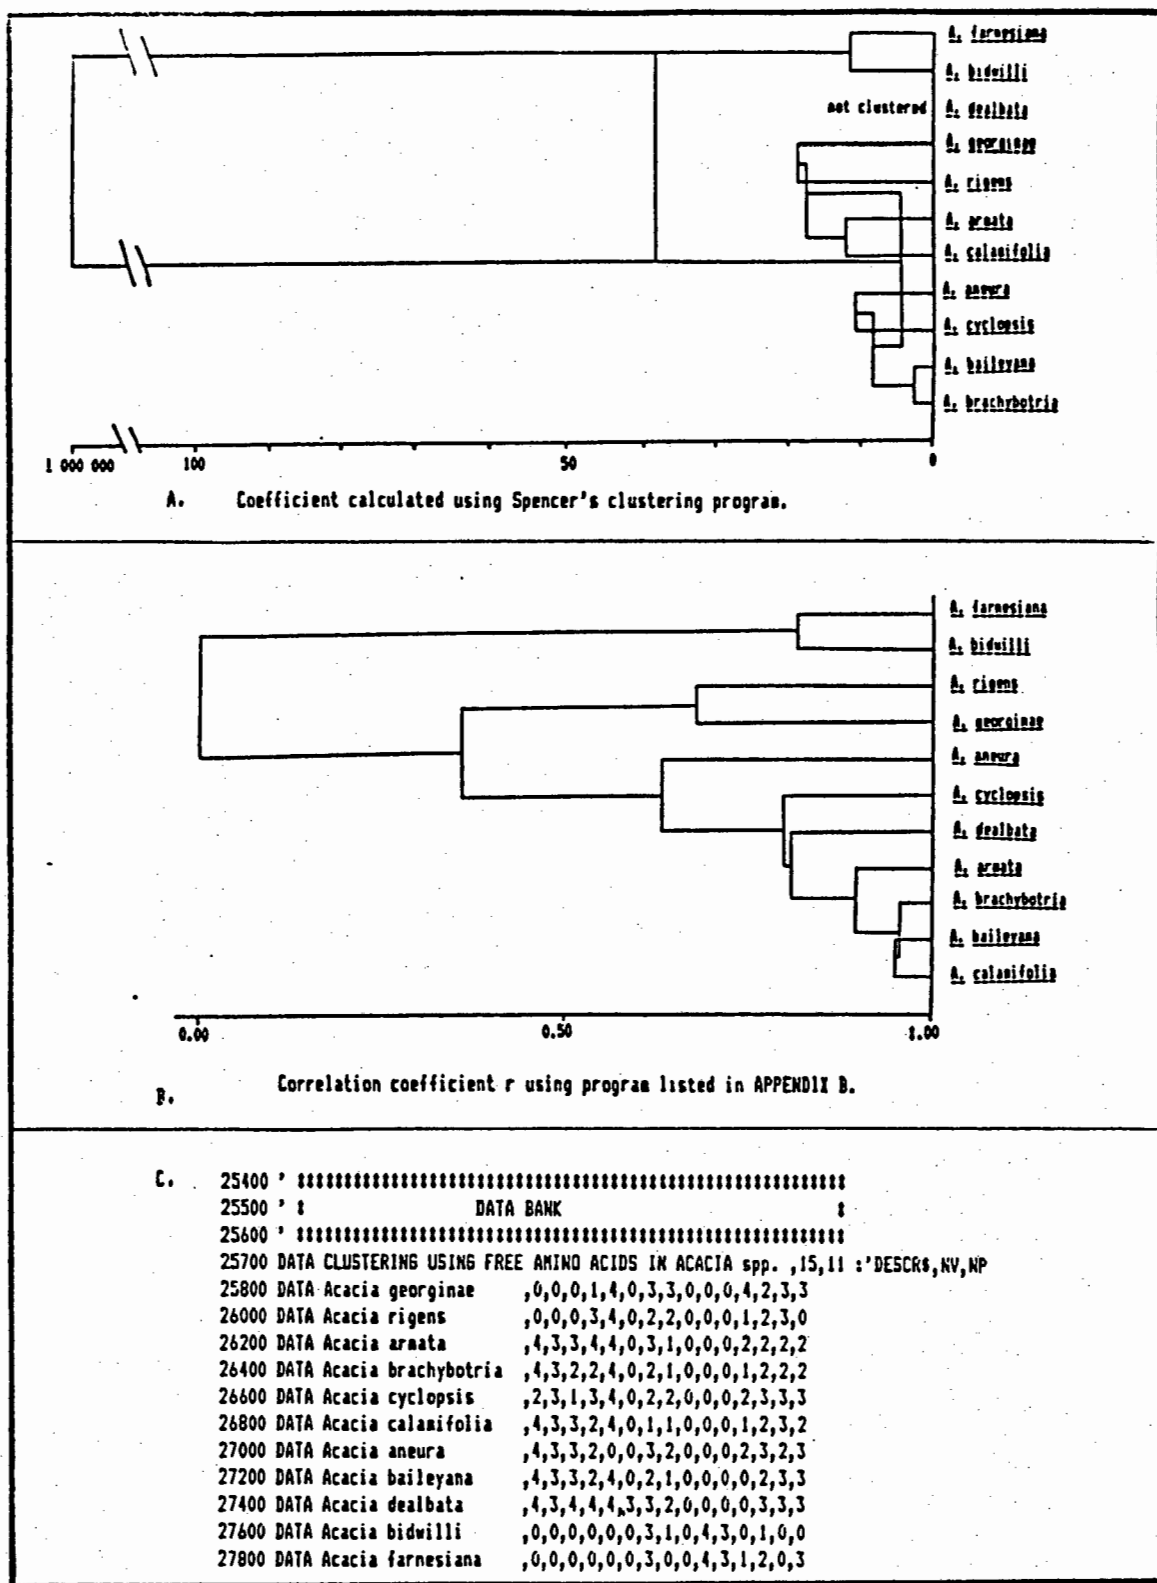 A. farnesiana
A. bidwilli
not clustered A. dealbata
A. georginae
A. rigens
A. armata
A. calamifolia
A. aneura
A. cyclopsis
A. baileyana
A. brachybotria
1 000 000 100 50 0
A. Coefficient calculated using Spencer's clustering program.
A. farnesiana
A. bidwilli
A. rigens
A. georginae
A. aneura
A. cyclopsis
A. dealbata
A. armata
A. brachybotria
A. baileyana
A. calamifolia
0.00 0.50 1.00
B. Correlation coefficient r using program listed in APPENDIX B.
C. 25400 ' **************************************************************
25500 ' * DATA BANK *
25600 ' **************************************************************
25700 DATA CLUSTERING USING FREE AMINO ACIDS IN ACACIA spp. ,15,11 :'DESCR$,NV,NP
25800 DATA Acacia georginae ,0,0,0,1,4,0,3,3,0,0,0,4,2,3,3
26000 DATA Acacia rigens ,0,0,0,3,4,0,2,2,0,0,0,1,2,3,0
26200 DATA Acacia armata ,4,3,3,4,4,0,3,1,0,0,0,2,2,2,2
26400 DATA Acacia brachybotria ,4,3,2,2,4,0,2,1,0,0,0,1,2,2,2
26600 DATA Acacia cyclopsis ,2,3,1,3,4,0,2,2,0,0,0,2,3,3,3
26800 DATA Acacia calamifolia ,4,3,3,2,4,0,1,1,0,0,0,1,2,3,2
27000 DATA Acacia aneura ,4,3,3,2,0,0,3,2,0,0,0,2,3,2,3
27200 DATA Acacia baileyana ,4,3,3,2,4,0,2,1,0,0,0,0,2,3,3
27400 DATA Acacia dealbata ,4,3,4,4,4,3,3,2,0,0,0,0,3,3,3
27600 DATA Acacia bidwilli ,0,0,0,0,0,0,3,1,0,4,3,0,1,0,0
27800 DATA Acacia farnesiana ,0,0,0,0,0,0,3,0,0,4,3,1,2,0,3